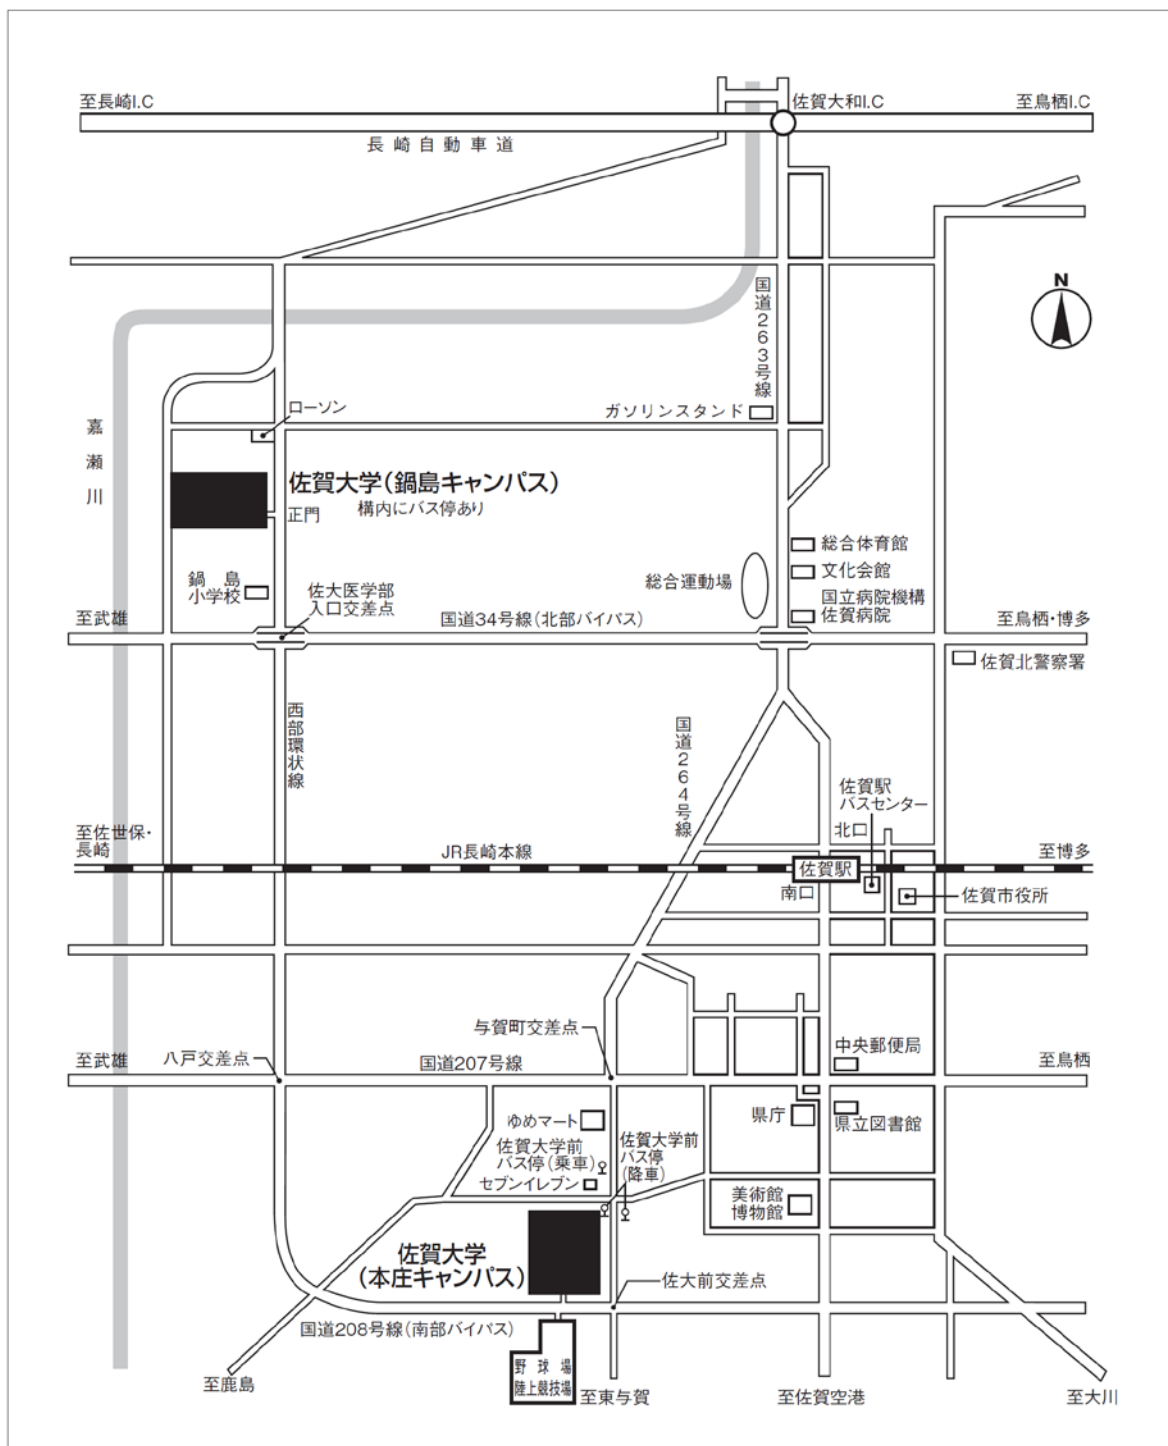 至長崎I.C
佐賀大和I.C
至鳥栖I.C
長崎自動車道
N
国道263号線
ローソン
ガソリンスタンド
嘉瀬川
佐賀大学(鍋島キャンパス)
構内にバス停あり
正門
総合体育館
文化会館
総合運動場
国立病院機構
佐賀病院
鍋島
小学校
佐大医学部
入口交差点
至武雄
国道34号線(北部バイパス)
至鳥栖・博多
佐賀北警察署
西部環状線
国道264号線
佐賀駅
バスセンター
北口
至佐世保・
長崎
JR長崎本線
至博多
佐賀駅
南口
佐賀市役所
与賀町交差点
中央郵便局
至武雄
八戸交差点
国道207号線
至鳥栖
ゆめマート
県庁
県立図書館
佐賀大学前
バス停(乗車)
佐賀大学前
バス停
(降車)
セブンイレブン
美術館
博物館
佐賀大学
(本庄キャンパス)
佐大前交差点
国道208号線(南部バイパス)
野球場
陸上競技場
至鹿島
至東与賀
至佐賀空港
至大川